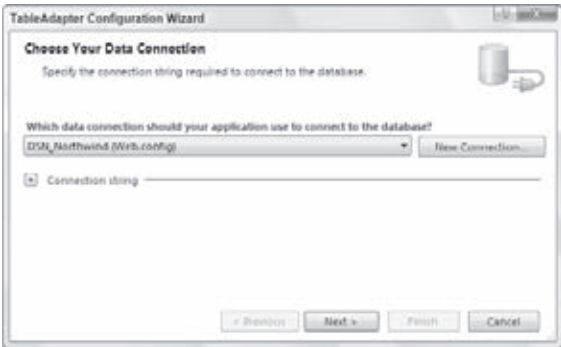 TableAdapter Configuration Wizard
Choose Your Data Connection
Specify the connection string required to connect to the database.
Which data connection should your application use to connect to the database?
DSN_Northwind (Web.config)
New Connection...
Connection string
< Previous
Next >
Finish
Cancel